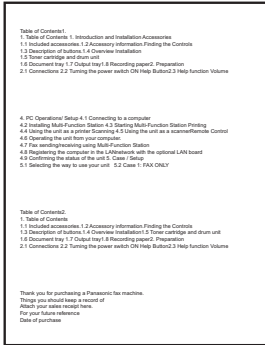 Table of Contents1.
1. Table of Contents 1. Introduction and Installation Accessories
1.1 Included accessories.1.2 Accessory information.Finding the Controls
1.3 Description of buttons.1.4 Overview Installation
1.5 Toner cartridge and drum unit
1.6 Document tray 1.7 Output tray1.8 Recording paper2. Preparation
2.1 Connections 2.2 Turning the power switch ON Help Button2.3 Help function Volume
4. PC Operations/ Setup 4.1 Connecting to a computer
4.2 Installing Multi-Function Station 4.3 Starting Multi-Function Station Printing
4.4 Using the unit as a printer Scanning 4.5 Using the unit as a scannerRemote Control
4.6 Operating the unit from your computer.
4.7 Fax sending/receiving using Multi-Function Station
4.8 Registering the computer in the LANnetwork with the optional LAN board
4.9 Confirming the status of the unit 5. Case / Setup
5.1 Selecting the way to use your unit 5.2 Case 1: FAX ONLY
Table of Contents2.
1. Table of Contents
1.1 Included accessories.1.2 Accessory information.Finding the Controls
1.3 Description of buttons.1.4 Overview Installation1.5 Toner cartridge and drum unit
1.6 Document tray 1.7 Output tray1.8 Recording paper2. Preparation
2.1 Connections 2.2 Turning the power switch ON Help Button2.3 Help function Volume
Thank you for purchasing a Panasonic fax machine.
Things you should keep a record of
Attach your sales receipt here.
For your future reference
Date of purchase